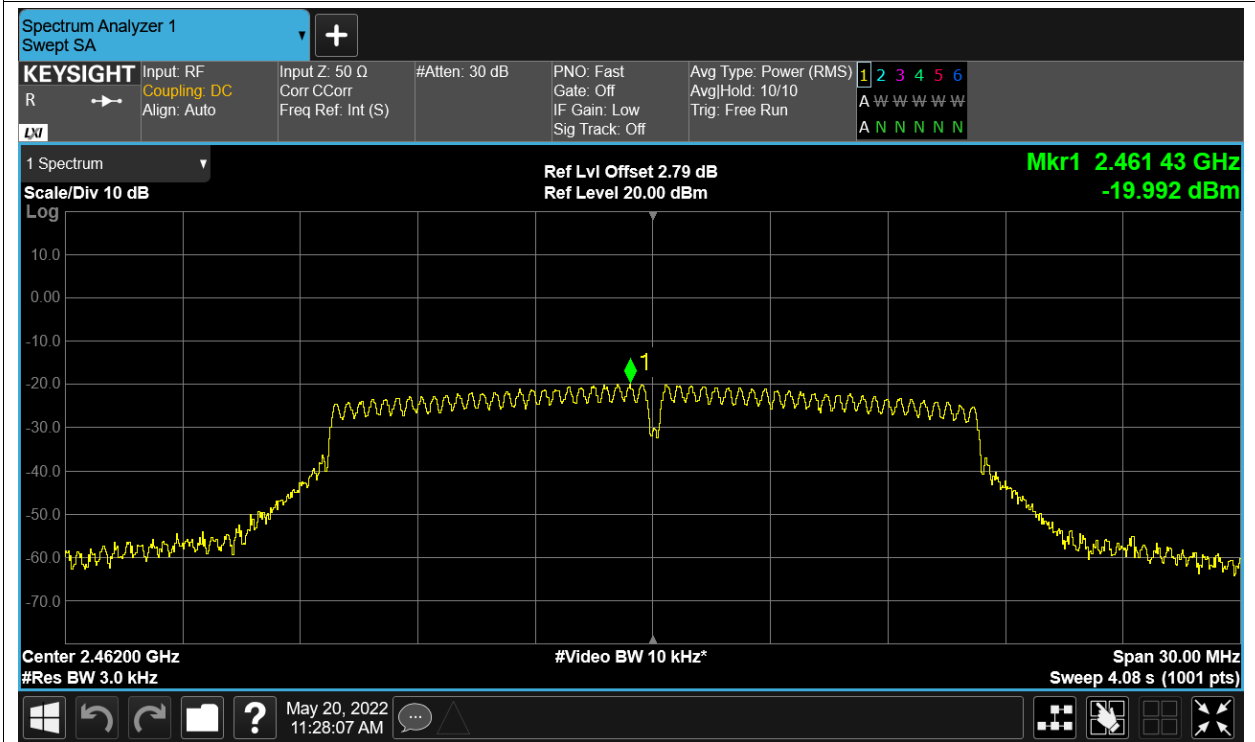 Spectrum Analyzer 1
Swept SA
+
KEYSIGHT
R
LXI
Input: RF
Coupling: DC
Align: Auto
Input Z: 50 Ω
Corr CCorr
Freq Ref: Int (S)
#Atten: 30 dB
PNO: Fast
Gate: Off
IF Gain: Low
Sig Track: Off
Avg Type: Power (RMS)
Avg|Hold: 10/10
Trig: Free Run
1 2 3 4 5 6
A W W W W W
A N N N N N
1 Spectrum
Scale/Div 10 dB
Log
Ref Lvl Offset 2.79 dB
Ref Level 20.00 dBm
Mkr1 2.461 43 GHz
-19.992 dBm
10.0
0.00
-10.0
1
-20.0
-30.0
-40.0
-50.0
-60.0
-70.0
Center 2.46200 GHz
#Res BW 3.0 kHz
#Video BW 10 kHz*
Span 30.00 MHz
Sweep 4.08 s (1001 pts)
?
May 20, 2022
11:28:07 AM